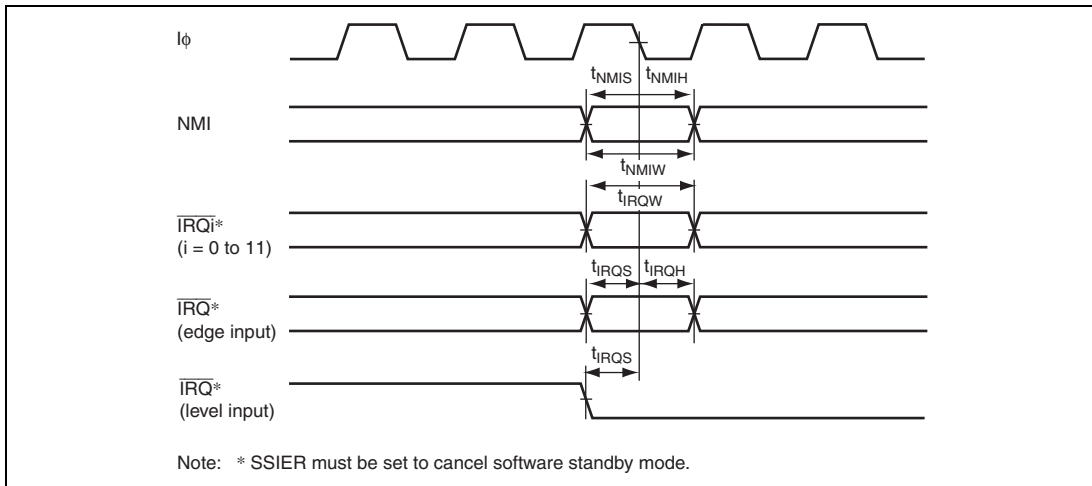 Iϕ
tNMIS tNMIH
NMI
tNMIW
tIRQW
IRQi*
(i = 0 to 11)
tIRQS tIRQH
IRQ*
(edge input)
tIRQS
IRQ*
(level input)
Note: * SSIER must be set to cancel software standby mode.